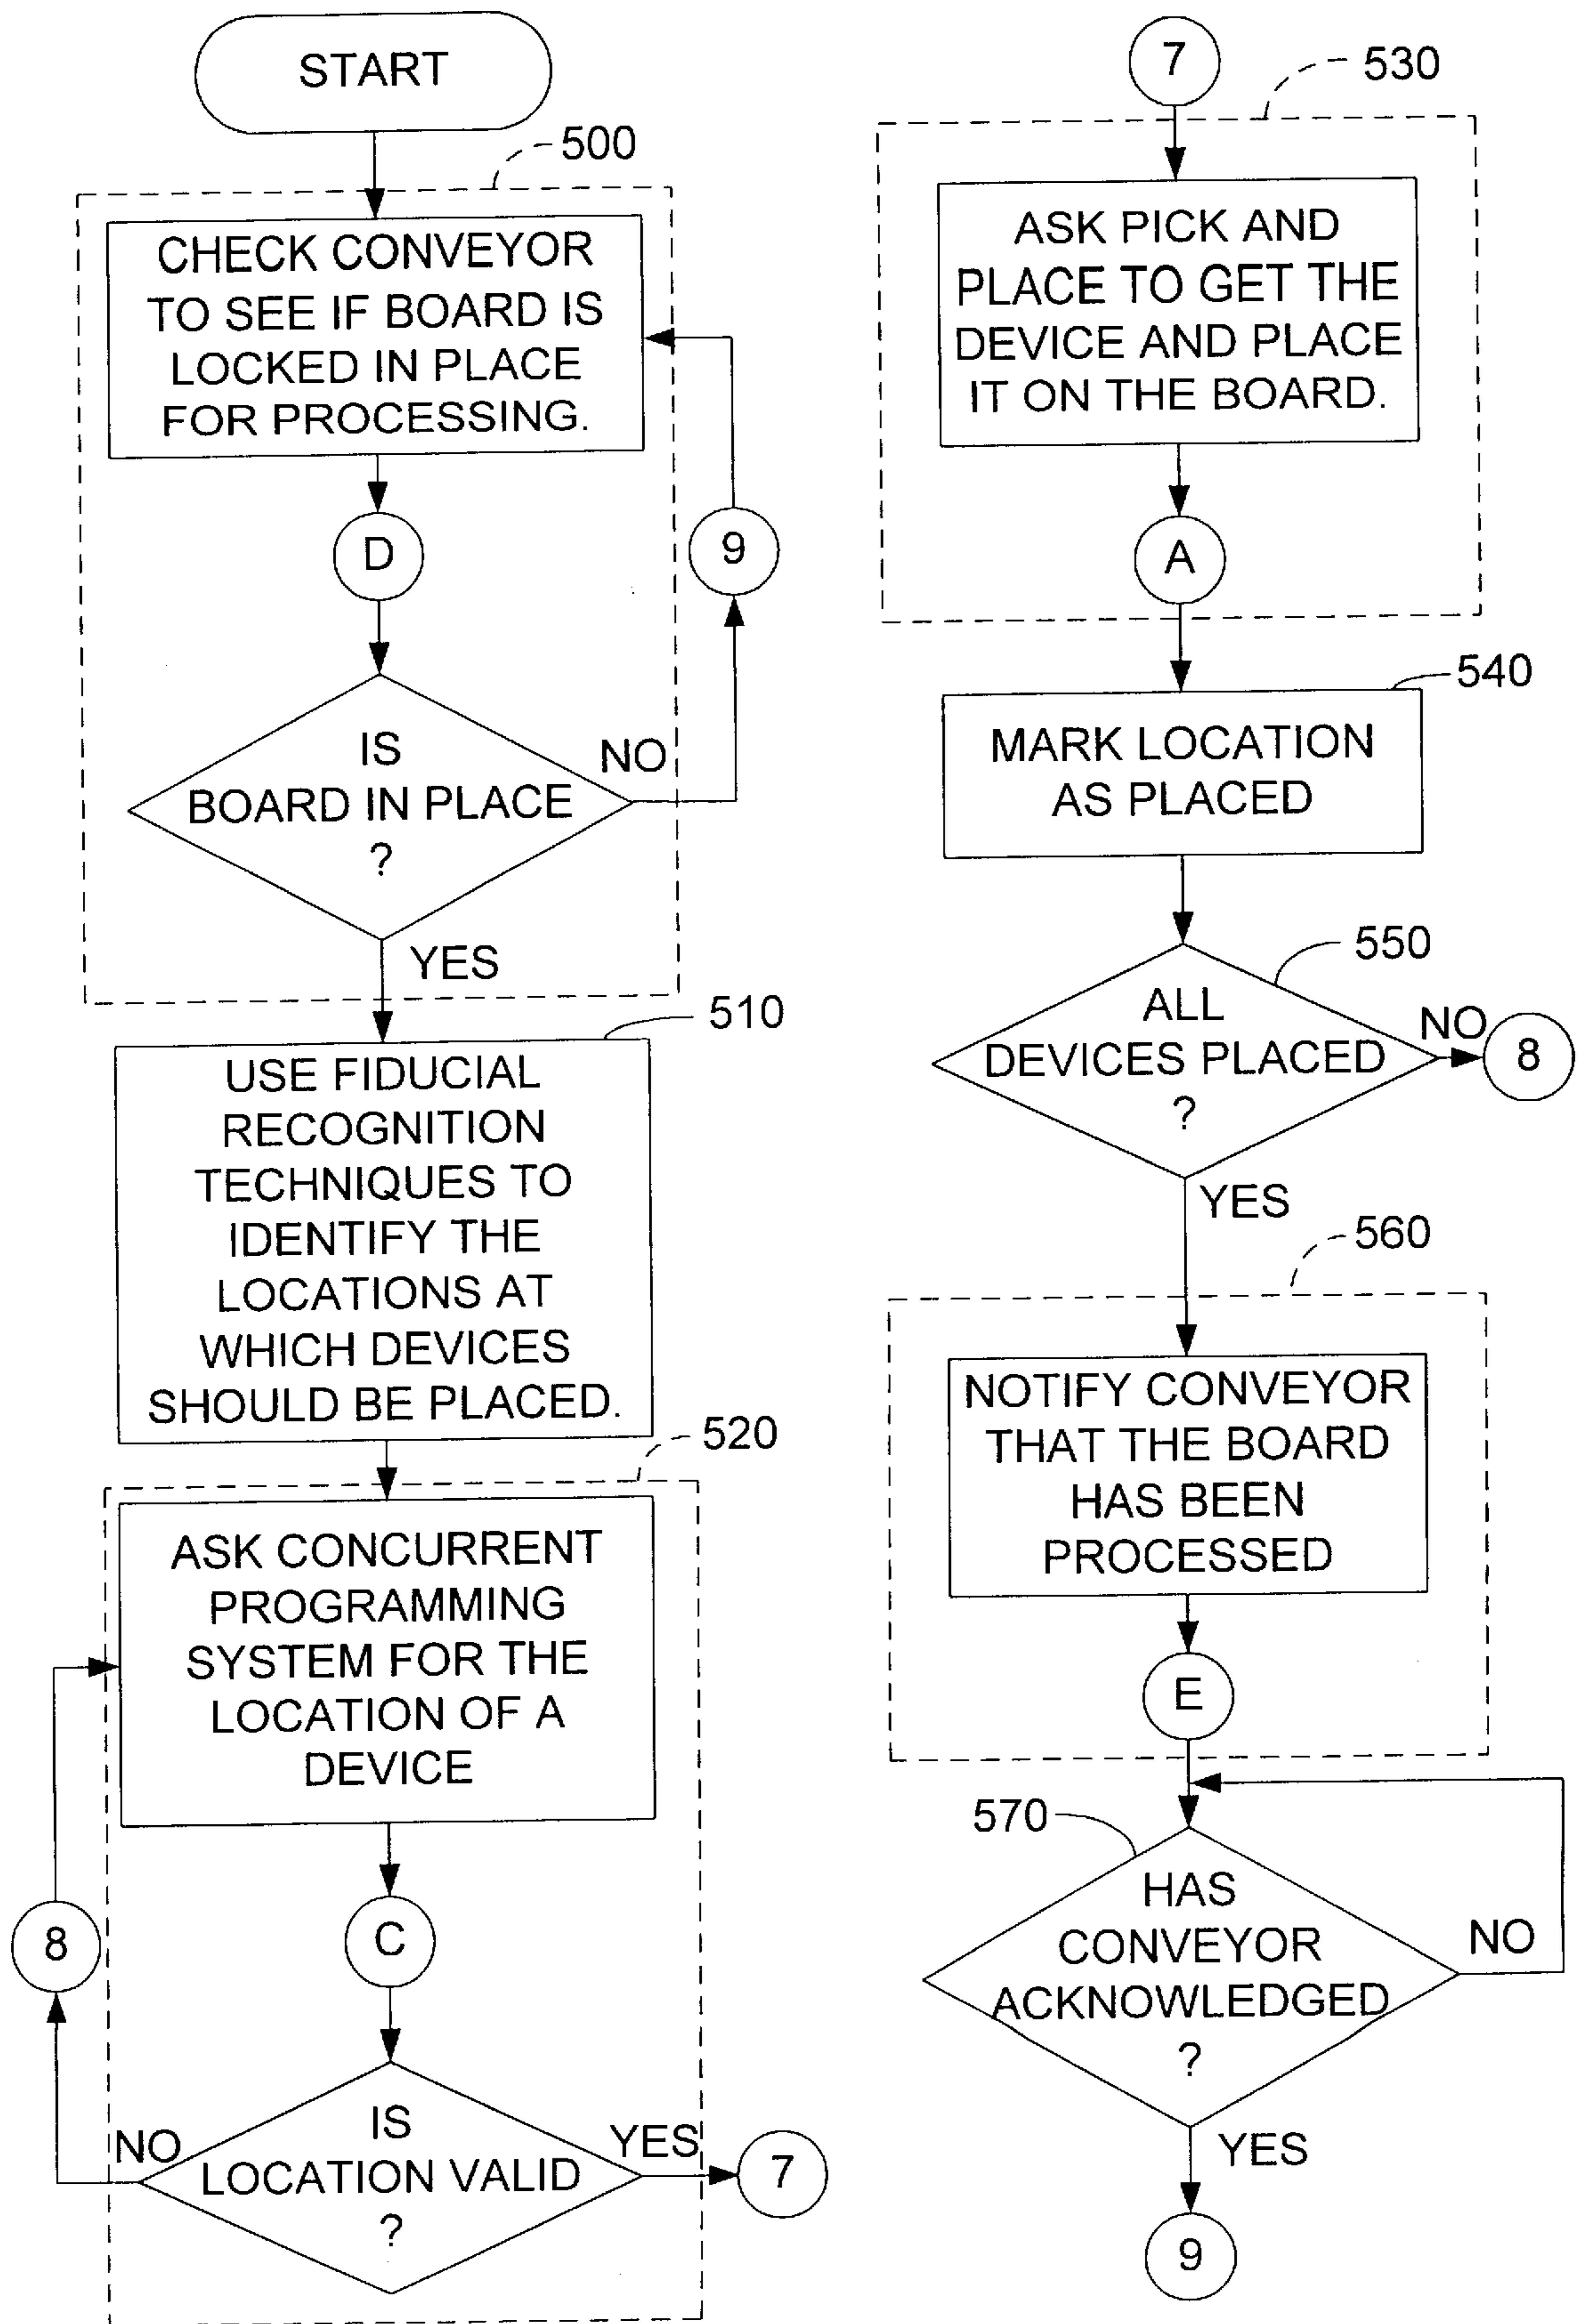 START
500
CHECK CONVEYOR
TO SEE IF BOARD IS
LOCKED IN PLACE
FOR PROCESSING.
D
9
IS
BOARD IN PLACE
?
NO
YES
510
USE FIDUCIAL
RECOGNITION
TECHNIQUES TO
IDENTIFY THE
LOCATIONS AT
WHICH DEVICES
SHOULD BE PLACED.
520
ASK CONCURRENT
PROGRAMMING
SYSTEM FOR THE
LOCATION OF A
DEVICE
8
C
NO
IS
LOCATION VALID
?
YES
7
7
530
ASK PICK AND
PLACE TO GET THE
DEVICE AND PLACE
IT ON THE BOARD.
A
540
MARK LOCATION
AS PLACED
550
ALL
DEVICES PLACED
?
NO
8
YES
560
NOTIFY CONVEYOR
THAT THE BOARD
HAS BEEN
PROCESSED
E
570
HAS
CONVEYOR
ACKNOWLEDGED
?
NO
YES
9